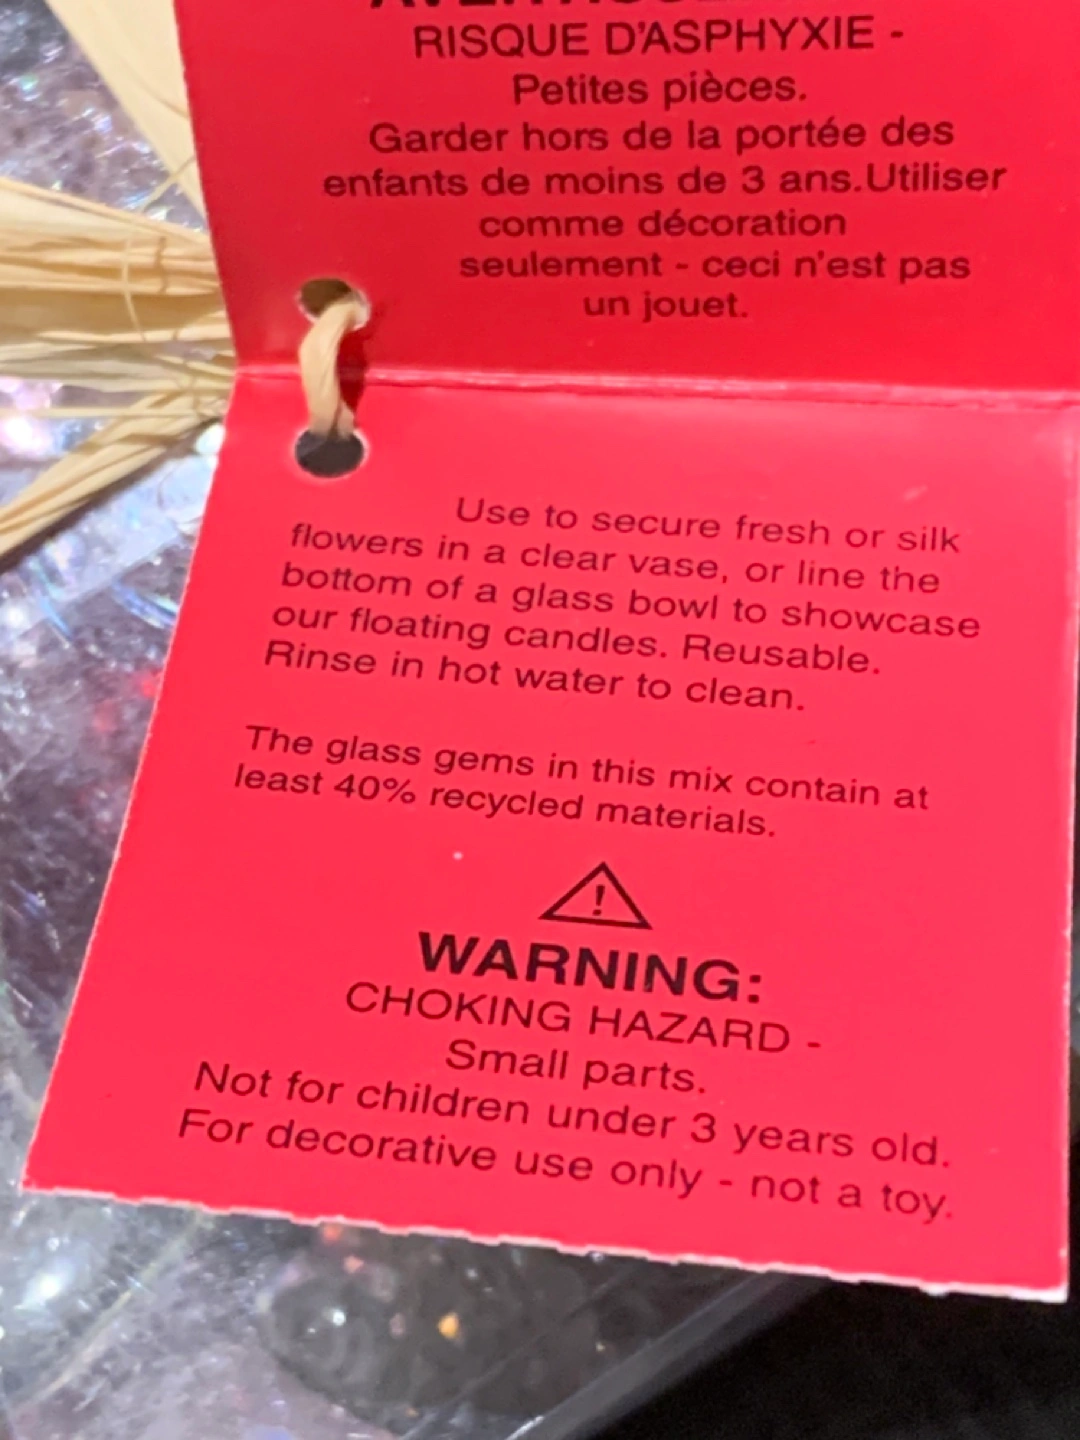 RISQUE D'ASPHYXIE -
Petites pièces.
Garder hors de la portée des
enfants de moins de 3 ans.Utiliser
comme décoration
seulement - ceci n'est pas
un jouet.
Use to secure fresh or silk
flowers in a clear vase, or line the
bottom of a glass bowl to showcase
our floating candles. Reusable.
Rinse in hot water to clean.
The glass gems in this mix contain at
least 40% recycled materials.
!
WARNING:
CHOKING HAZARD -
Small parts.
Not for children under 3 years old.
For decorative use only - not a toy.